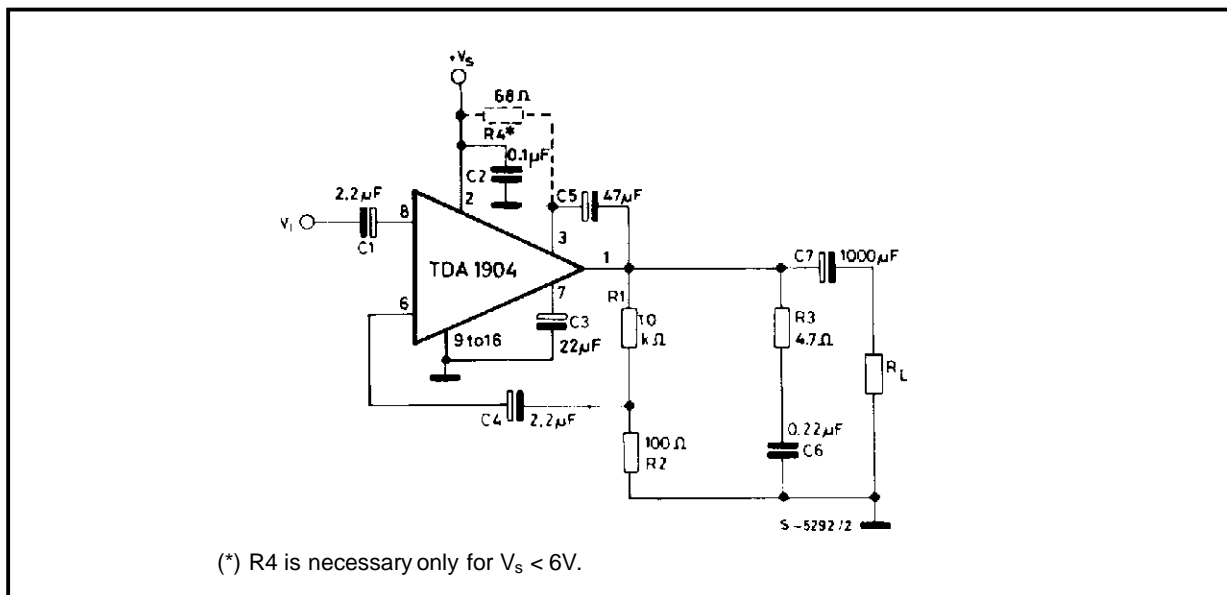 +Vs
68Ω
R4*
0.1µF
C2
2
2.2µF
C5
47µF
VI
8
C1
3
C7
1000µF
TDA 1904
1
7
R1
10
kΩ
R3
4.7Ω
6
C3
9 to 16
22µF
RL
C4
2.2µF
100Ω
R2
0.22µF
C6
S-5292/2
(*) R4 is necessary only for Vs < 6V.